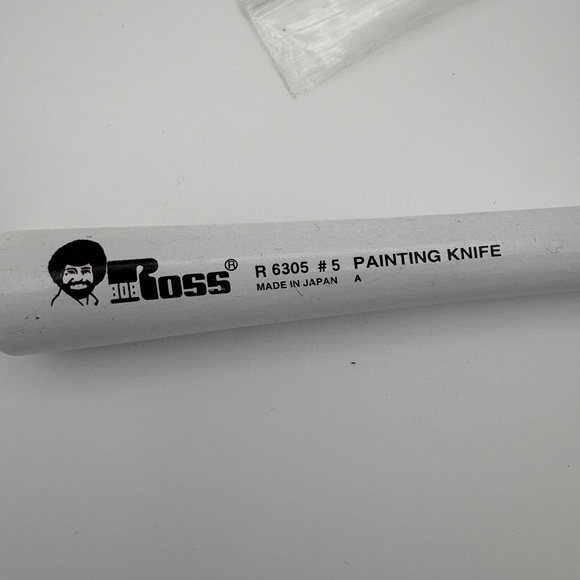 BOB ROSS® R 6305 #5 PAINTING KNIFE
MADE IN JAPAN A